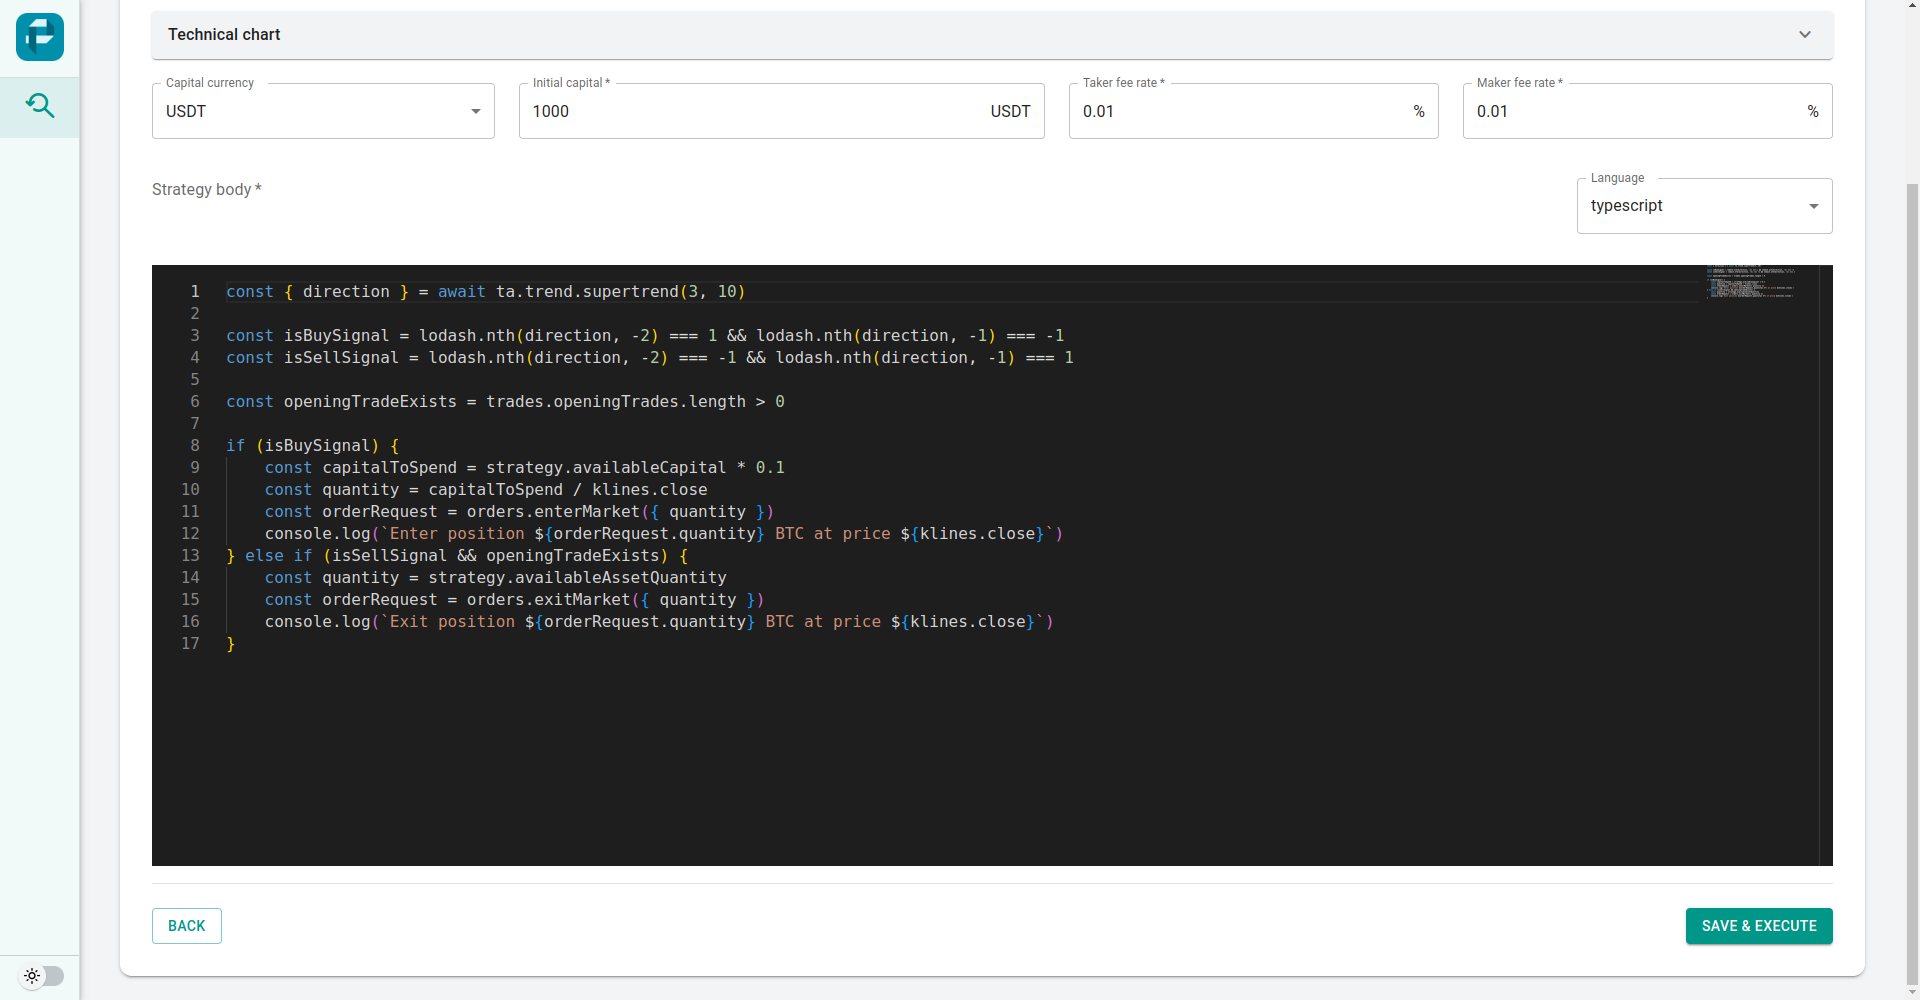 Technical chart
Capital currency
USDT
Initial capital *
1000 USDT
Taker fee rate *
0.01 %
Maker fee rate *
0.01 %
Strategy body *
Language
typescript
1 const { direction } = await ta.trend.supertrend(3, 10)
2
3 const isBuySignal = lodash.nth(direction, -2) === 1 && lodash.nth(direction, -1) === -1
4 const isSellSignal = lodash.nth(direction, -2) === -1 && lodash.nth(direction, -1) === 1
5
6 const openingTradeExists = trades.openingTrades.length > 0
7
8 if (isBuySignal) {
9     const capitalToSpend = strategy.availableCapital * 0.1
10     const quantity = capitalToSpend / klines.close
11     const orderRequest = orders.enterMarket({ quantity })
12     console.log(`Enter position ${orderRequest.quantity} BTC at price ${klines.close}`)
13 } else if (isSellSignal && openingTradeExists) {
14     const quantity = strategy.availableAssetQuantity
15     const orderRequest = orders.exitMarket({ quantity })
16     console.log(`Exit position ${orderRequest.quantity} BTC at price ${klines.close}`)
17 }
BACK
SAVE & EXECUTE